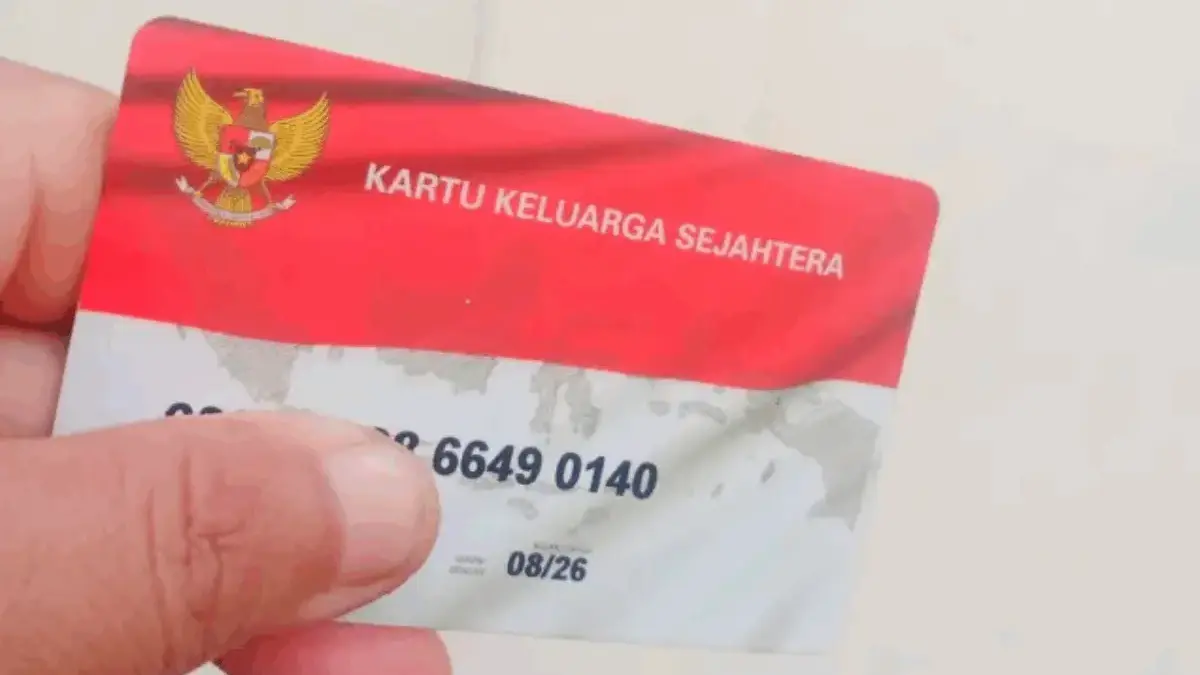 KARTU KELUARGA SEJAHTERA
6649 0140
08/26